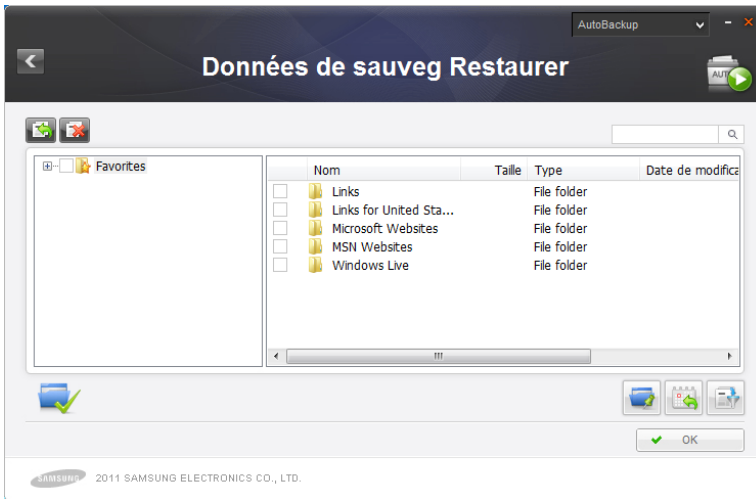 AutoBackup
Données de sauveg Restaurer
AUTO
Favorites
Nom Taille Type Date de modifica
Links File folder
Links for United Sta... File folder
Microsoft Websites File folder
MSN Websites File folder
Windows Live File folder
OK
SAMSUNG 2011 SAMSUNG ELECTRONICS CO., LTD.